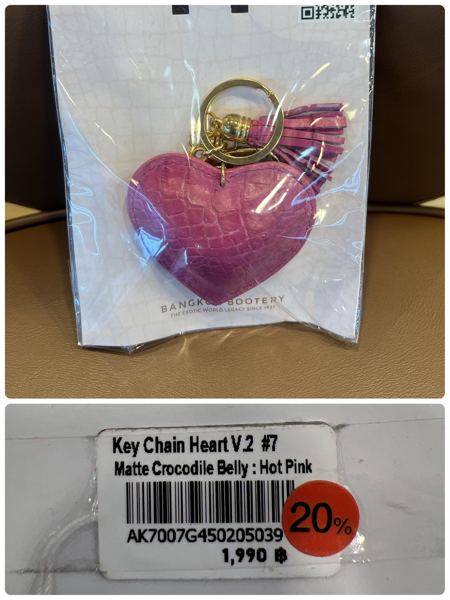 BANGKOK BOOTERY
THE EXOTIC WORLD LEGACY SINCE 1937
Key Chain Heart V.2 #7
Matte Crocodile Belly : Hot Pink
AK7007G450205039
20%
1,990 ฿